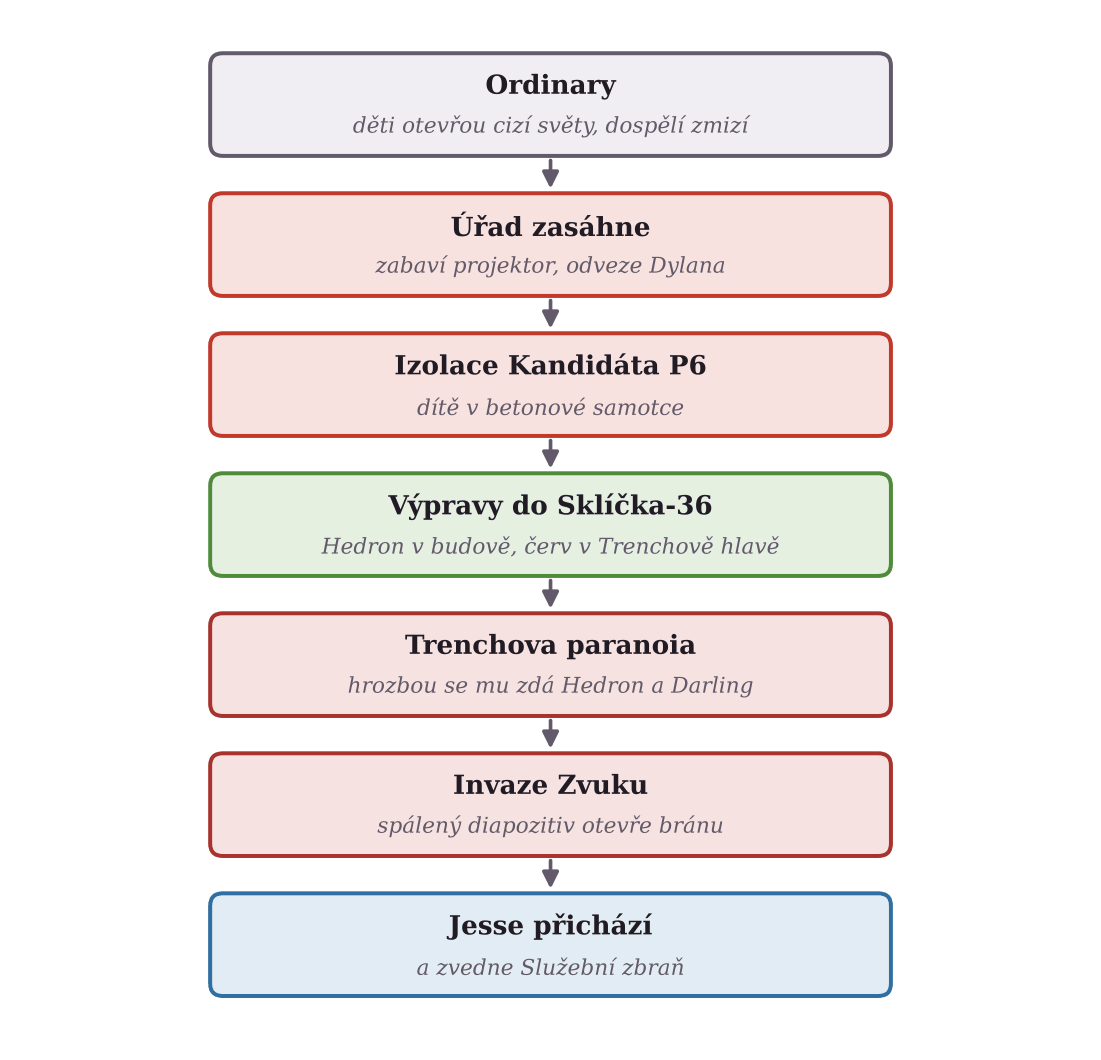 Ordinary
děti otevřou cizí světy, dospělí zmizí
Úřad zasáhne
zabaví projektor, odveze Dylana
Izolace Kandidáta P6
dítě v betonové samotce
Výpravy do Sklíčka-36
Hedron v budově, červ v Trenchově hlavě
Trenchova paranoia
hrozbou se mu zdá Hedron a Darling
Invaze Zvuku
spálený diapozitiv otevře bránu
Jesse přichází
a zvedne Služební zbraň